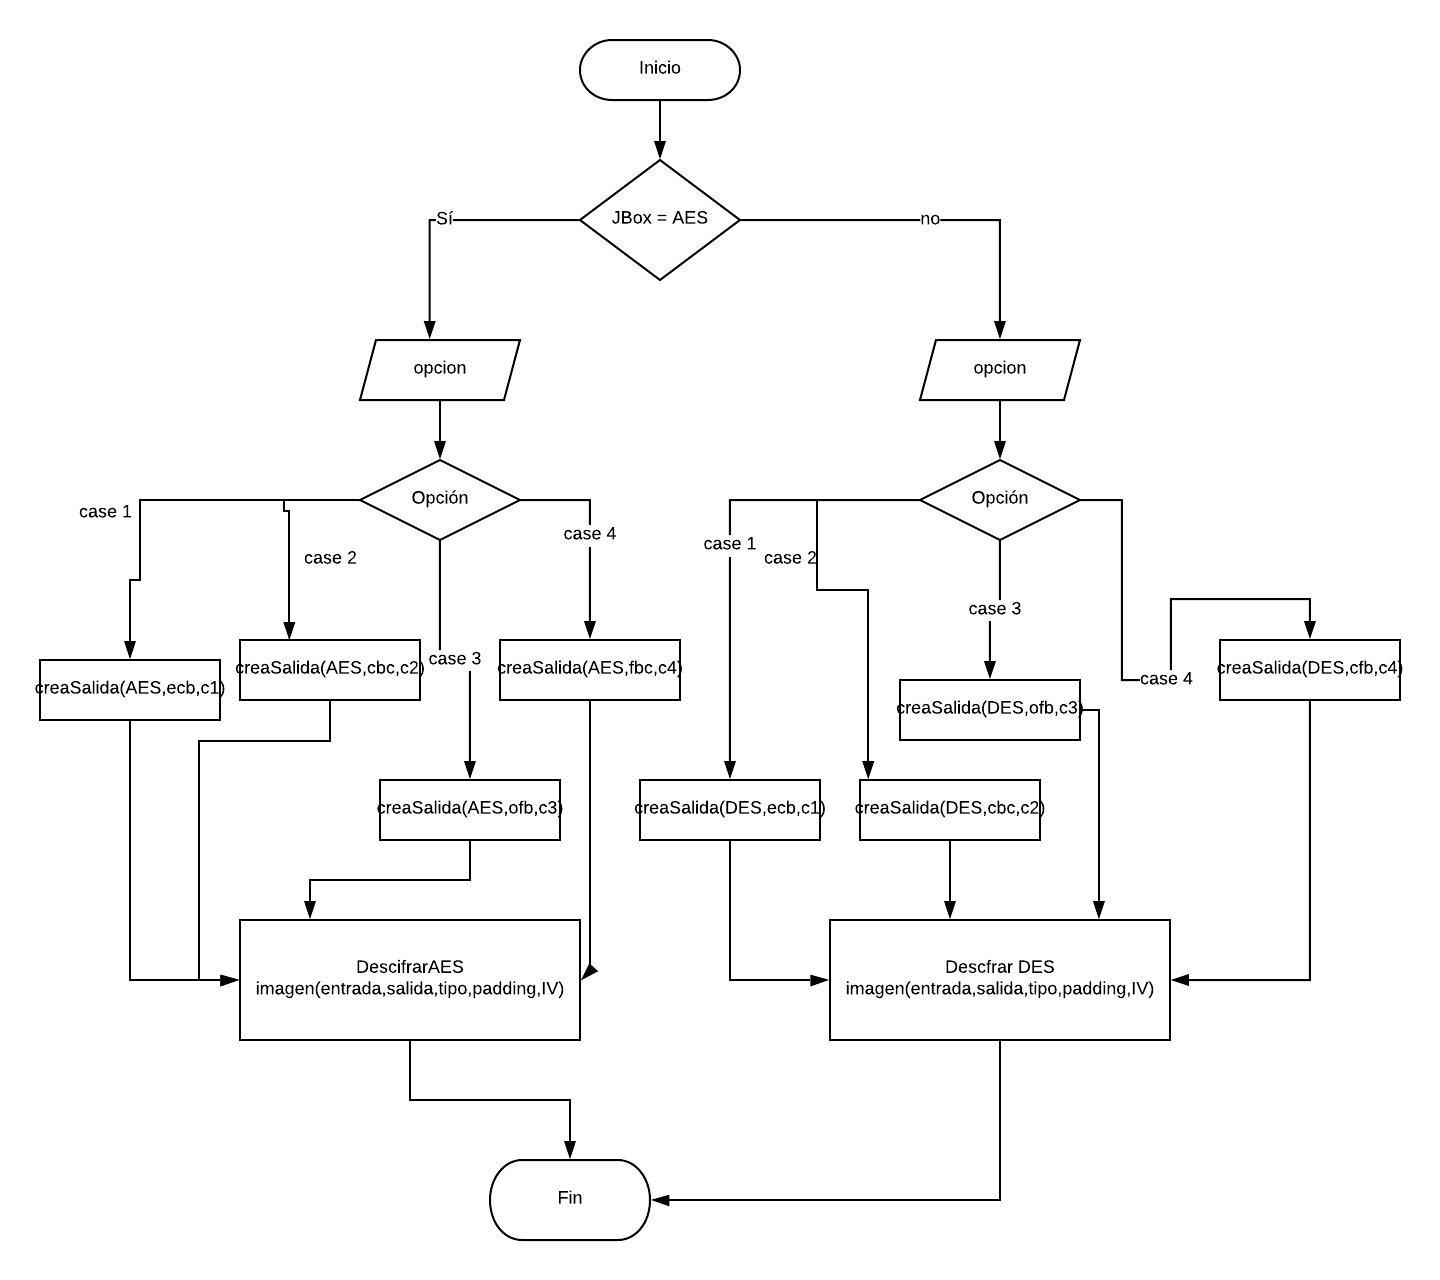 Inicio
JBox = AES
Sí
no
opcion
opcion
Opción
Opción
case 1
case 2
case 3
case 4
case 1
case 2
case 3
case 4
creaSalida(AES,ecb,c1)
creaSalida(AES,cbc,c2)
creaSalida(AES,fbc,c4)
creaSalida(DES,ofb,c3)
creaSalida(DES,cfb,c4)
creaSalida(AES,ofb,c3)
creaSalida(DES,ecb,c1)
creaSalida(DES,cbc,c2)
DescifrarAES
imagen(entrada,salida,tipo,padding,IV)
Descfrar DES
imagen(entrada,salida,tipo,padding,IV)
Fin